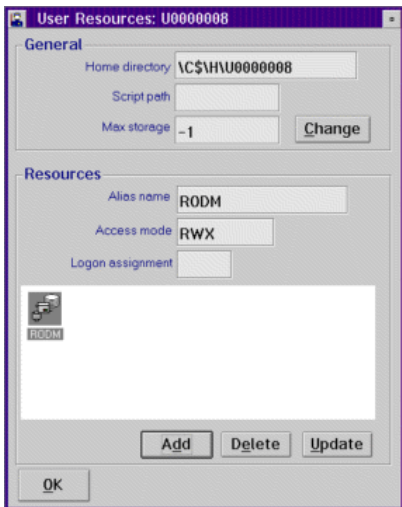 User Resources: U0000008
General
Home directory \C$\H\U0000008
Script path
Max storage -1 Change
Resources
Alias name RODM
Access mode RWX
Logon assignment
RODM
Add Delete Update
OK